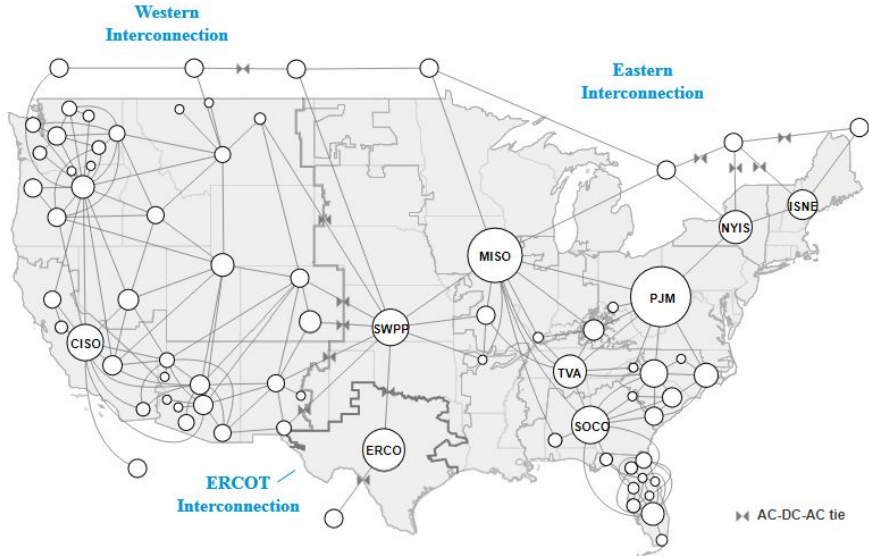 Western
Interconnection
Eastern
Interconnection
ISNE
NYIS
MISO
PJM
SWPP
CISO
TVA
SOCO
ERCO
ERCOT
Interconnection
AC-DC-AC tie